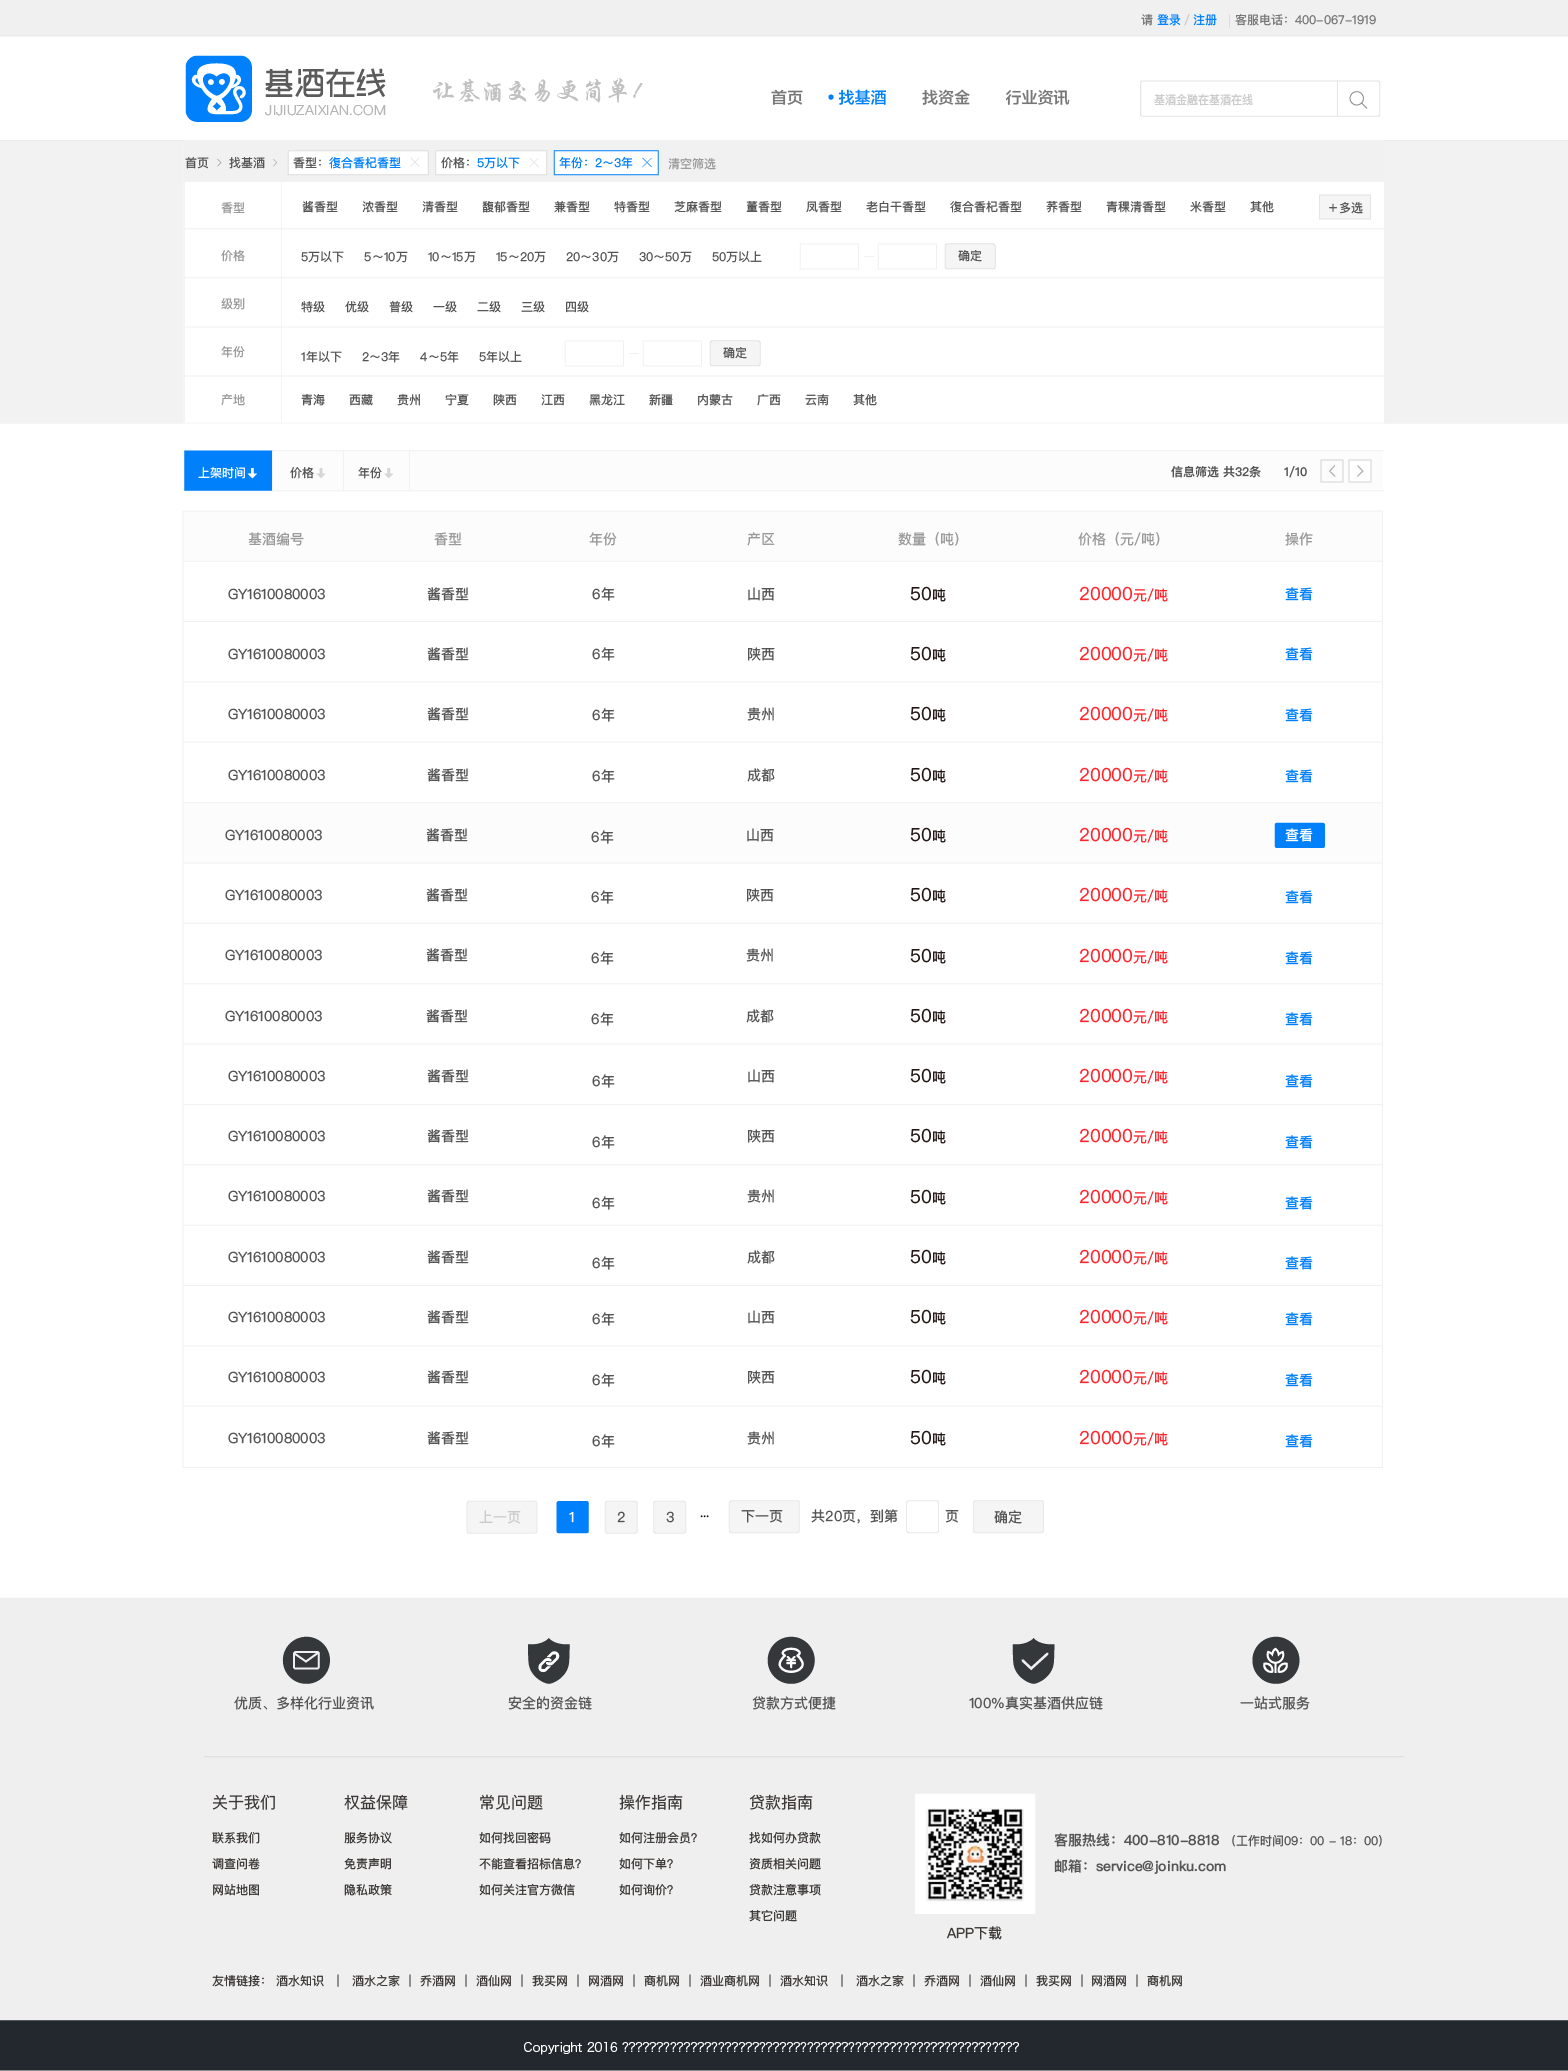 请 登录 / 注册 客服电话：400-067-1919
基酒在线
JIJIUZAIXIAN.COM
让基酒交易更简单！
首页 找基酒 找资金 行业资讯
基酒金融在基酒在线
首页 > 找基酒 > 香型：復合香杞香型 价格：5万以下 年份：2～3年 清空筛选
香型 酱香型 浓香型 清香型 馥郁香型 兼香型 特香型 芝麻香型 董香型 凤香型 老白干香型 復合香杞香型 荞香型 青稞清香型 米香型 其他 +多选
价格 5万以下 5～10万 10～15万 15～20万 20～30万 30～50万 50万以上 — 确定
级别 特级 优级 普级 一级 二级 三级 四级
年份 1年以下 2～3年 4～5年 5年以上 — 确定
产地 青海 西藏 贵州 宁夏 陕西 江西 黑龙江 新疆 内蒙古 广西 云南 其他
上架时间 价格 年份 信息筛选 共32条 1/10
基酒编号 香型 年份 产区 数量（吨） 价格（元/吨） 操作
GY1610080003 酱香型 6年 山西 50吨 20000元/吨 查看
GY1610080003 酱香型 6年 陕西 50吨 20000元/吨 查看
GY1610080003 酱香型 6年 贵州 50吨 20000元/吨 查看
GY1610080003 酱香型 6年 成都 50吨 20000元/吨 查看
GY1610080003 酱香型 6年 山西 50吨 20000元/吨 查看
GY1610080003 酱香型 6年 陕西 50吨 20000元/吨 查看
GY1610080003 酱香型 6年 贵州 50吨 20000元/吨 查看
GY1610080003 酱香型 6年 成都 50吨 20000元/吨 查看
GY1610080003 酱香型 6年 山西 50吨 20000元/吨 查看
GY1610080003 酱香型 6年 陕西 50吨 20000元/吨 查看
GY1610080003 酱香型 6年 贵州 50吨 20000元/吨 查看
GY1610080003 酱香型 6年 成都 50吨 20000元/吨 查看
GY1610080003 酱香型 6年 山西 50吨 20000元/吨 查看
GY1610080003 酱香型 6年 陕西 50吨 20000元/吨 查看
GY1610080003 酱香型 6年 贵州 50吨 20000元/吨 查看
上一页 1 2 3 ... 下一页 共20页，到第 页 确定
优质、多样化行业资讯 安全的资金链 贷款方式便捷 100%真实基酒供应链 一站式服务
关于我们 权益保障 常见问题 操作指南 贷款指南
联系我们 服务协议 如何找回密码 如何注册会员? 找如何办贷款
调查问卷 免责声明 不能查看招标信息? 如何下单? 资质相关问题
网站地图 隐私政策 如何关注官方微信 如何询价? 贷款注意事项
其它问题
客服热线：400-810-8818 （工作时间09：00 - 18：00）
邮箱：service@joinku.com
APP下载
友情链接： 酒水知识 | 酒水之家 | 乔酒网 | 酒仙网 | 我买网 | 网酒网 | 商机网 | 酒业商机网 | 酒水知识 | 酒水之家 | 乔酒网 | 酒仙网 | 我买网 | 网酒网 | 商机网
Copyright 2016 ??????????????????????????????????????????????????????????